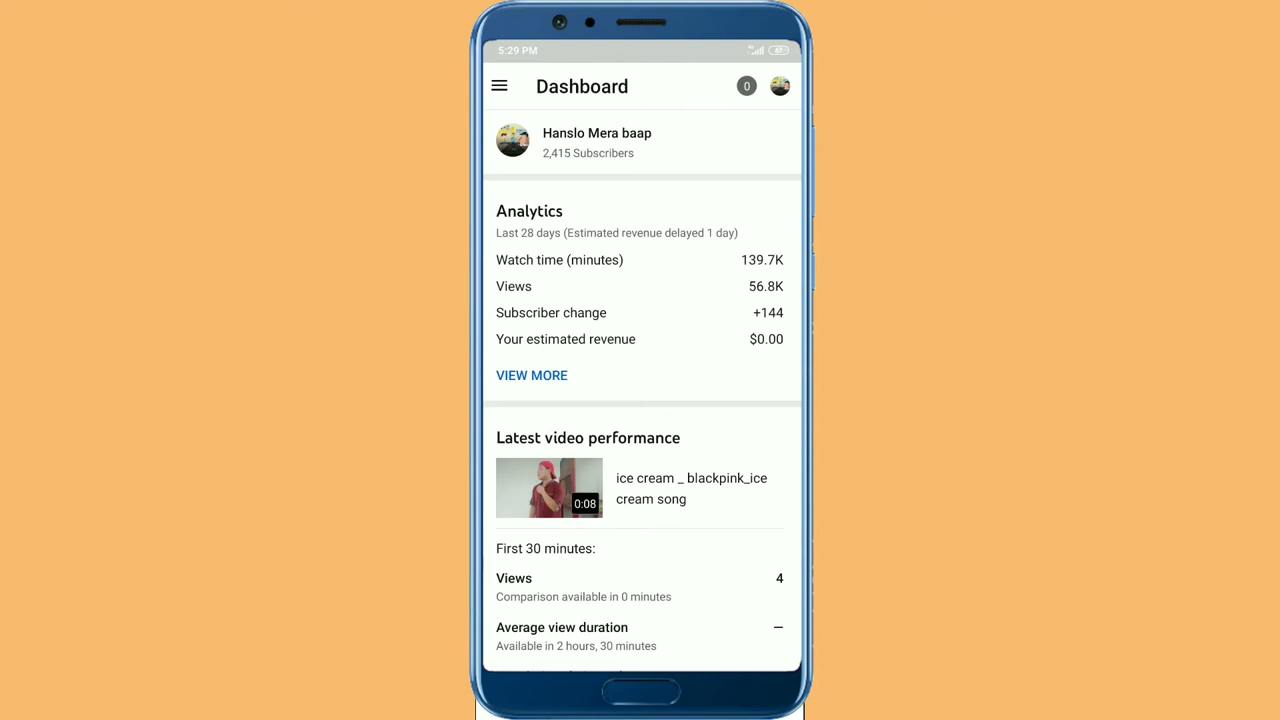 5:29 PM
4G 67
Dashboard
0
Hanslo Mera baap
2,415 Subscribers
Analytics
Last 28 days (Estimated revenue delayed 1 day)
Watch time (minutes) 139.7K
Views 56.8K
Subscriber change +144
Your estimated revenue $0.00
VIEW MORE
Latest video performance
0:08
ice cream _ blackpink_ice
cream song
First 30 minutes:
Views 4
Comparison available in 0 minutes
Average view duration –
Available in 2 hours, 30 minutes